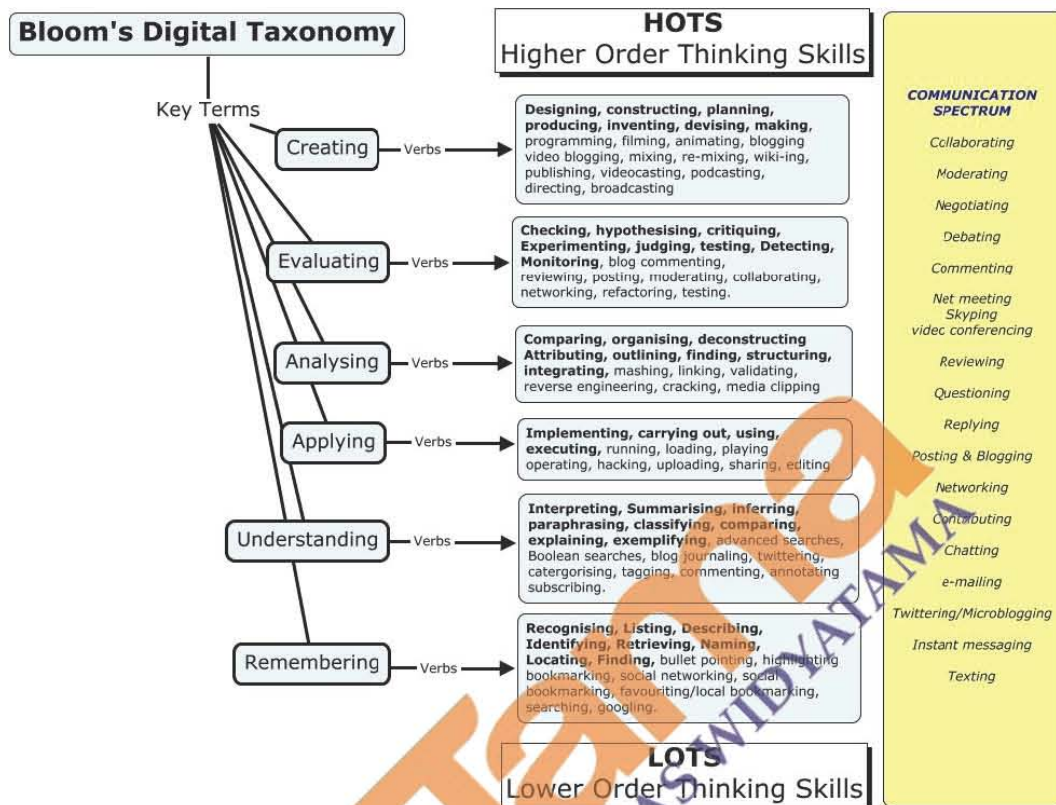 Bloom's Digital Taxonomy
Key Terms
HOTS
Higher Order Thinking Skills
Creating
Verbs
Designing, constructing, planning,
producing, inventing, devising, making,
programming, filming, animating, blogging
video blogging, mixing, re-mixing, wiki-ing,
publishing, videocasting, podcasting,
directing, broadcasting
Evaluating
Verbs
Checking, hypothesising, critiquing,
Experimenting, judging, testing, Detecting,
Monitoring, blog commenting,
reviewing, posting, moderating, collaborating,
networking, refactoring, testing.
Analysing
Verbs
Comparing, organising, deconstructing
Attributing, outlining, finding, structuring,
integrating, mashing, linking, validating,
reverse engineering, cracking, media clipping
Applying
Verbs
Implementing, carrying out, using,
executing, running, loading, playing
operating, hacking, uploading, sharing, editing
Understanding
Verbs
Interpreting, Summarising, inferring,
paraphrasing, classifying, comparing,
explaining, exemplifying, advanced searches,
Boolean searches, blog journaling, twittering,
catergorising, tagging, commenting, annotating
subscribing.
Remembering
Verbs
Recognising, Listing, Describing,
Identifying, Retrieving, Naming,
Locating, Finding, bullet pointing, highlighting
bookmarking, social networking, social
bookmarking, favouriting/local bookmarking,
searching, googling.
LOTS
Lower Order Thinking Skills
COMMUNICATION
SPECTRUM
Collaborating
Moderating
Negotiating
Debating
Commenting
Net meeting
Skyping
video conferencing
Reviewing
Questioning
Replying
Posting & Blogging
Networking
Contributing
Chatting
e-mailing
Twittering/Microblogging
Instant messaging
Texting
Tama
AS WIDYATAMA